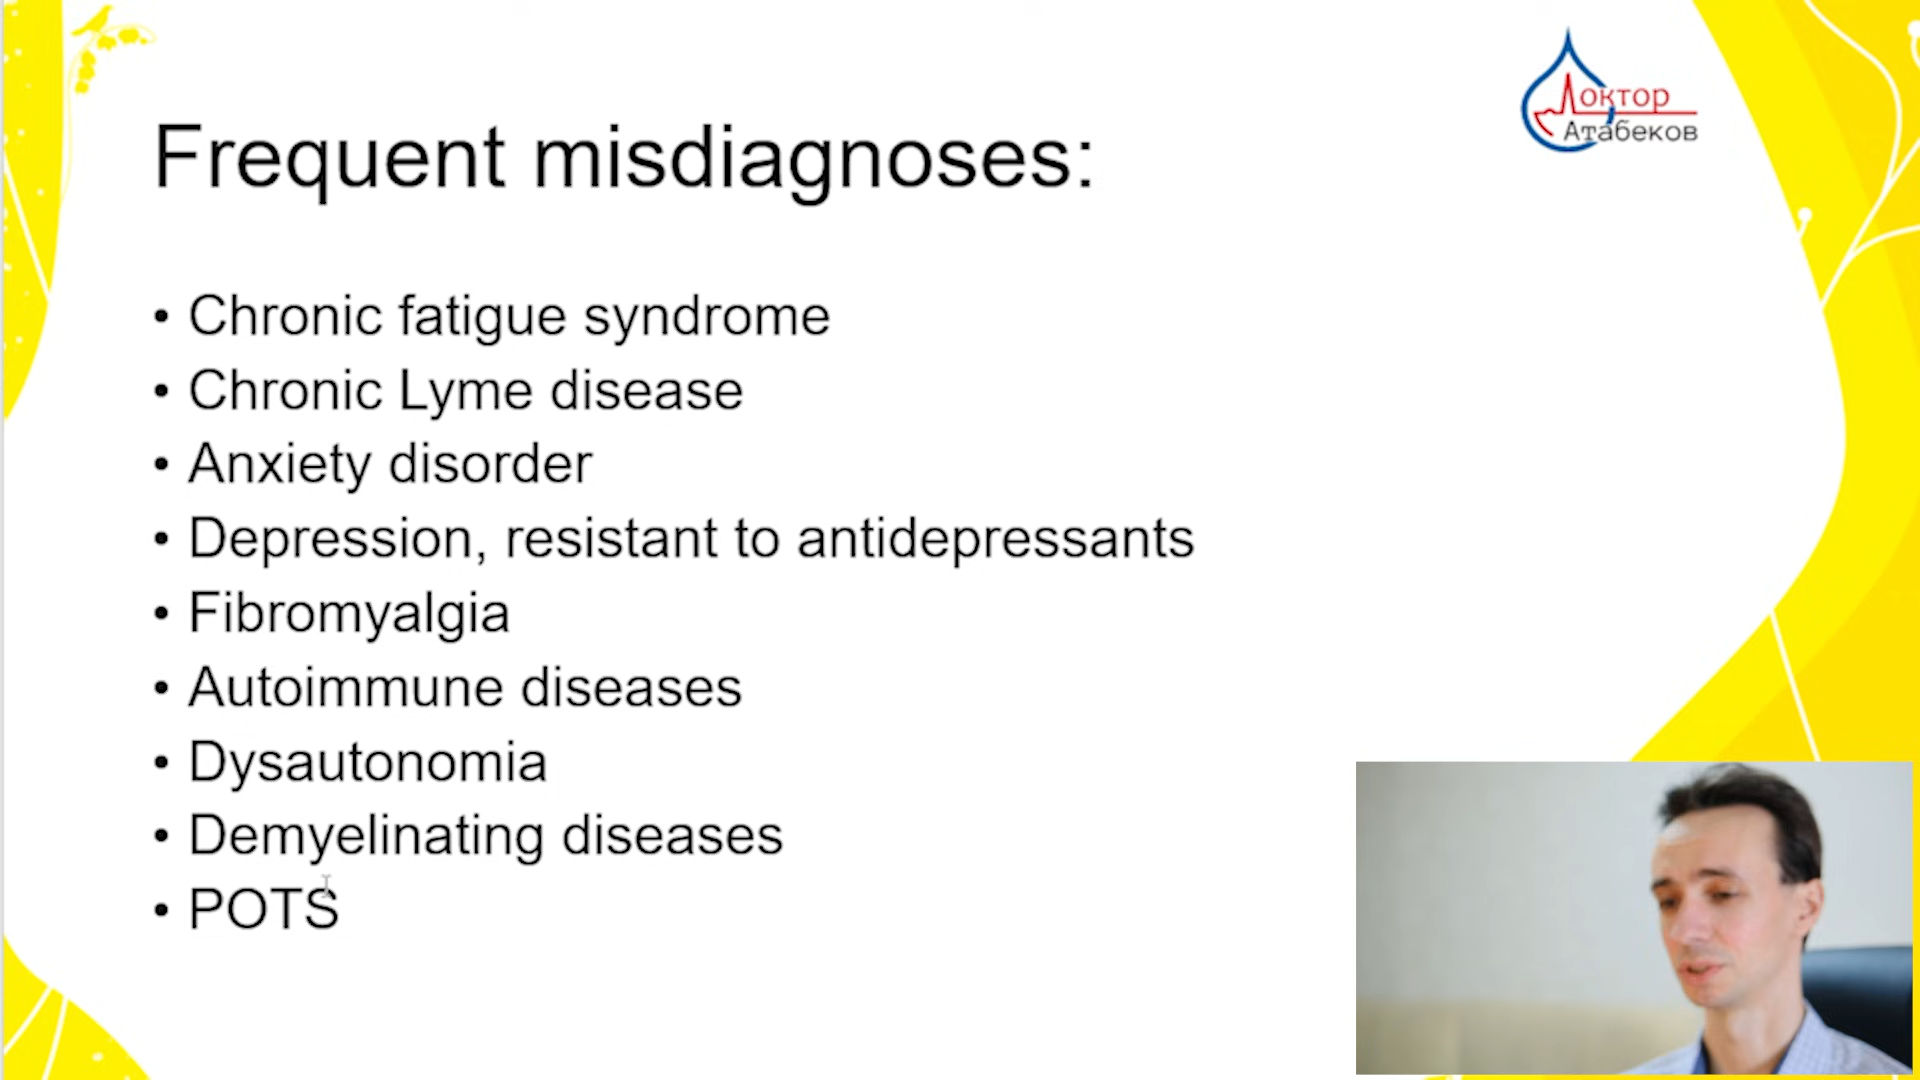 Доктор
Атабеков
Frequent misdiagnoses:
• Chronic fatigue syndrome
• Chronic Lyme disease
• Anxiety disorder
• Depression, resistant to antidepressants
• Fibromyalgia
• Autoimmune diseases
• Dysautonomia
• Demyelinating diseases
• POTS